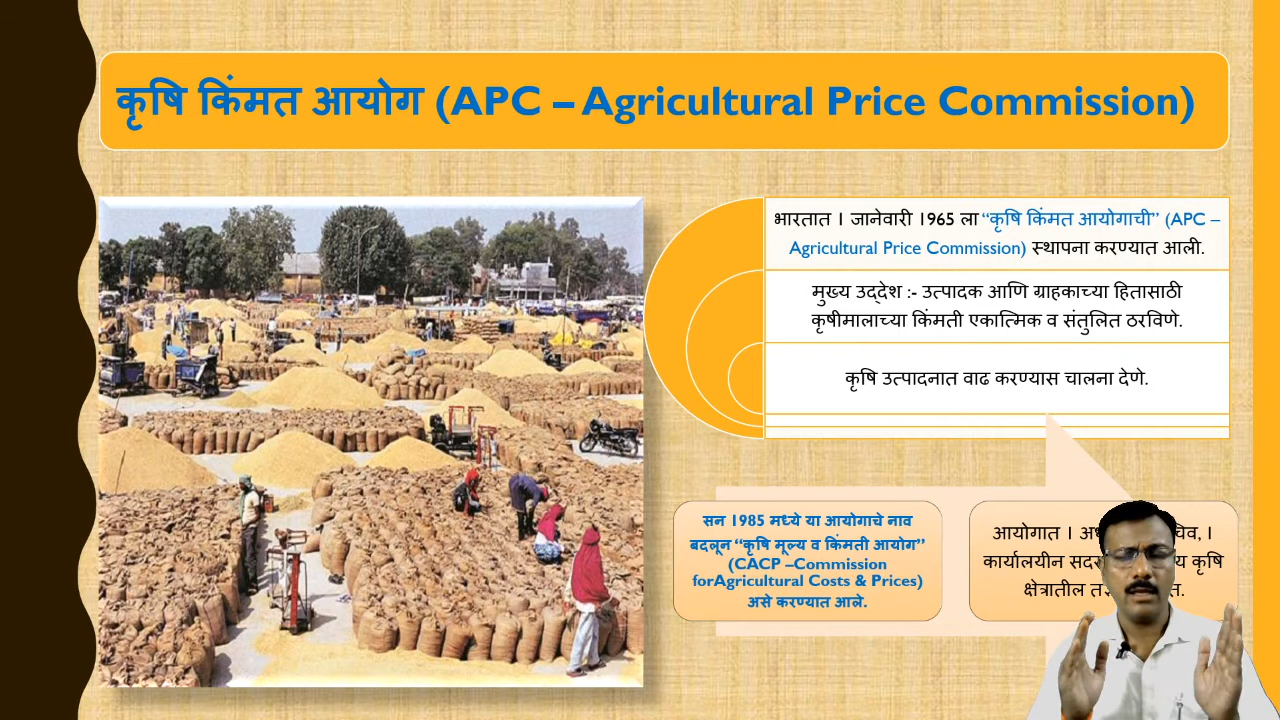 कृषि किंमत आयोग (APC – Agricultural Price Commission)
भारतात 1 जानेवारी 1965 ला “कृषि किंमत आयोगाची” (APC –
Agricultural Price Commission) स्थापना करण्यात आली.
मुख्य उद्देश :- उत्पादक आणि ग्राहकाच्या हितासाठी
कृषीमालाच्या किंमती एकात्मिक व संतुलित ठरविणे.
कृषि उत्पादनात वाढ करण्यास चालना देणे.
सन 1985 मध्ये या आयोगाचे नाव
बदलून “कृषि मूल्य व किंमती आयोग”
(CACP –Commission
forAgricultural Costs & Prices)
असे करण्यात आले.
आयोगात 1 1
कार्यालयीन कृषि
क्षेत्रातील